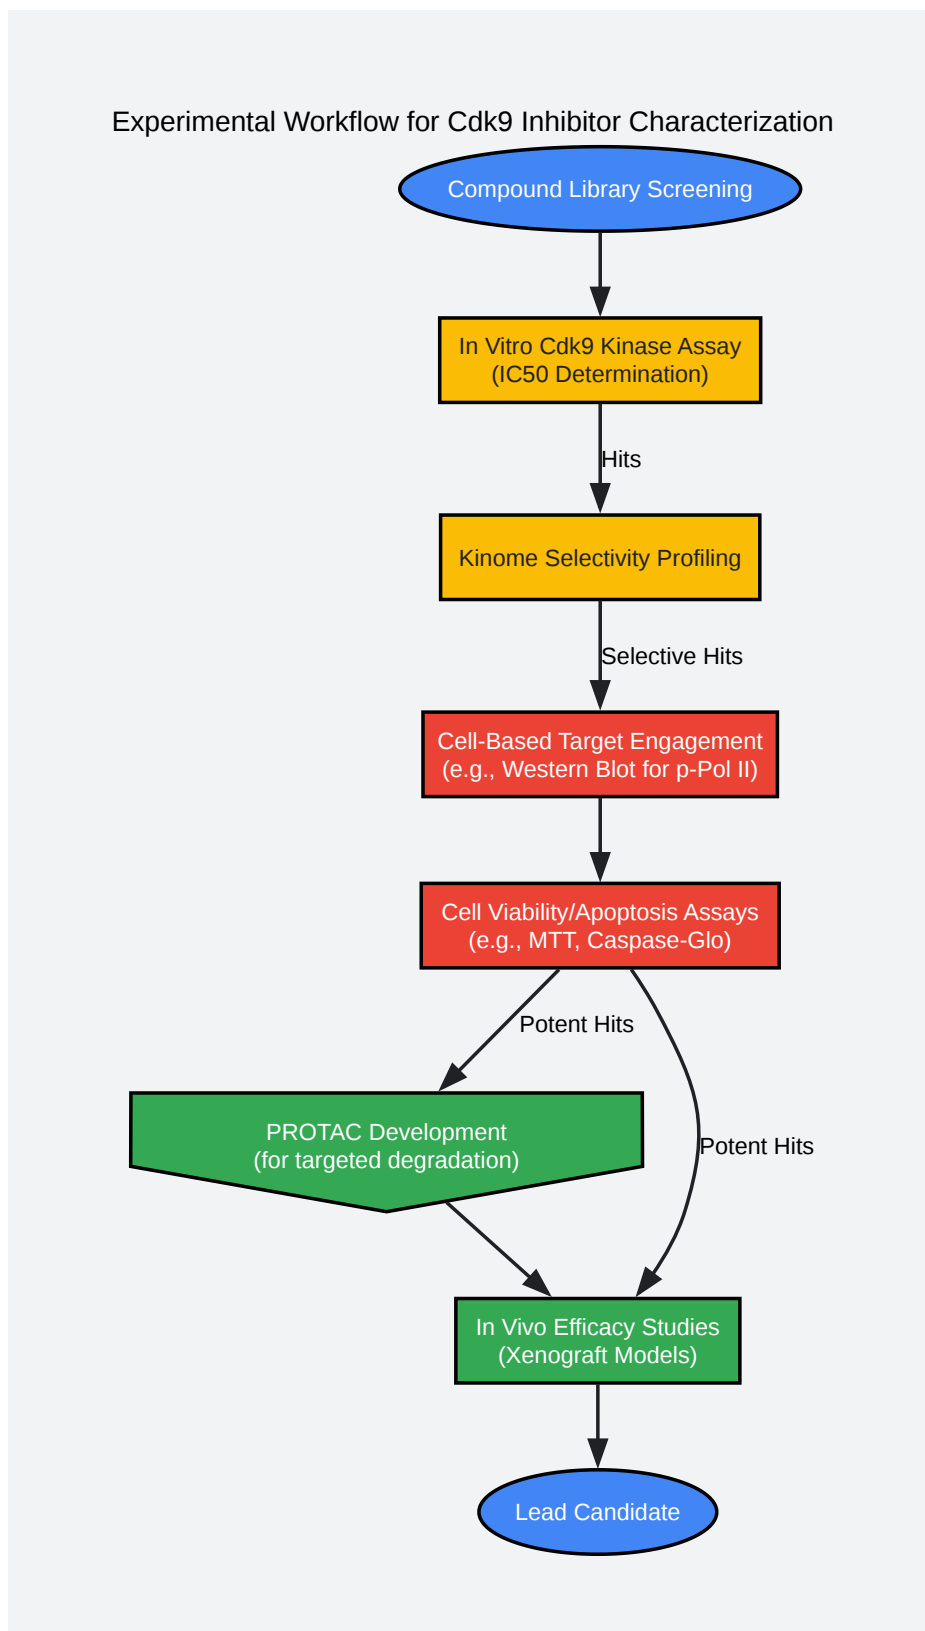 Experimental Workflow for Cdk9 Inhibitor Characterization
Compound Library Screening
In Vitro Cdk9 Kinase Assay
(IC50 Determination)
Hits
Kinome Selectivity Profiling
Selective Hits
Cell-Based Target Engagement
(e.g., Western Blot for p-Pol II)
Cell Viability/Apoptosis Assays
(e.g., MTT, Caspase-Glo)
Potent Hits
PROTAC Development
(for targeted degradation)
Potent Hits
In Vivo Efficacy Studies
(Xenograft Models)
Lead Candidate